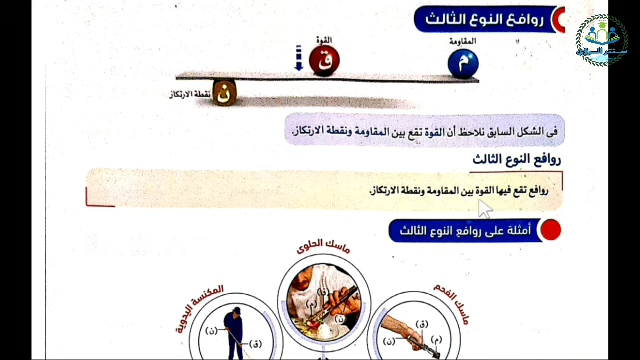 روافع النوع الثالث
القوة
المقاومة
ق
م
ن
نقطة الارتكاز
فى الشكل السابق نلاحظ أن القوة تقع بين المقاومة ونقطة الارتكاز.
روافع النوع الثالث
روافع تقع فيها القوة بين المقاومة ونقطة الارتكاز.
أمثلة على روافع النوع الثالث
ماسك الفحم
ماسك الحلوى
المكنسة اليدوية
(ق)
(م)
(ن)
(ق)
(م)
(ن)
(ن)
(ق)